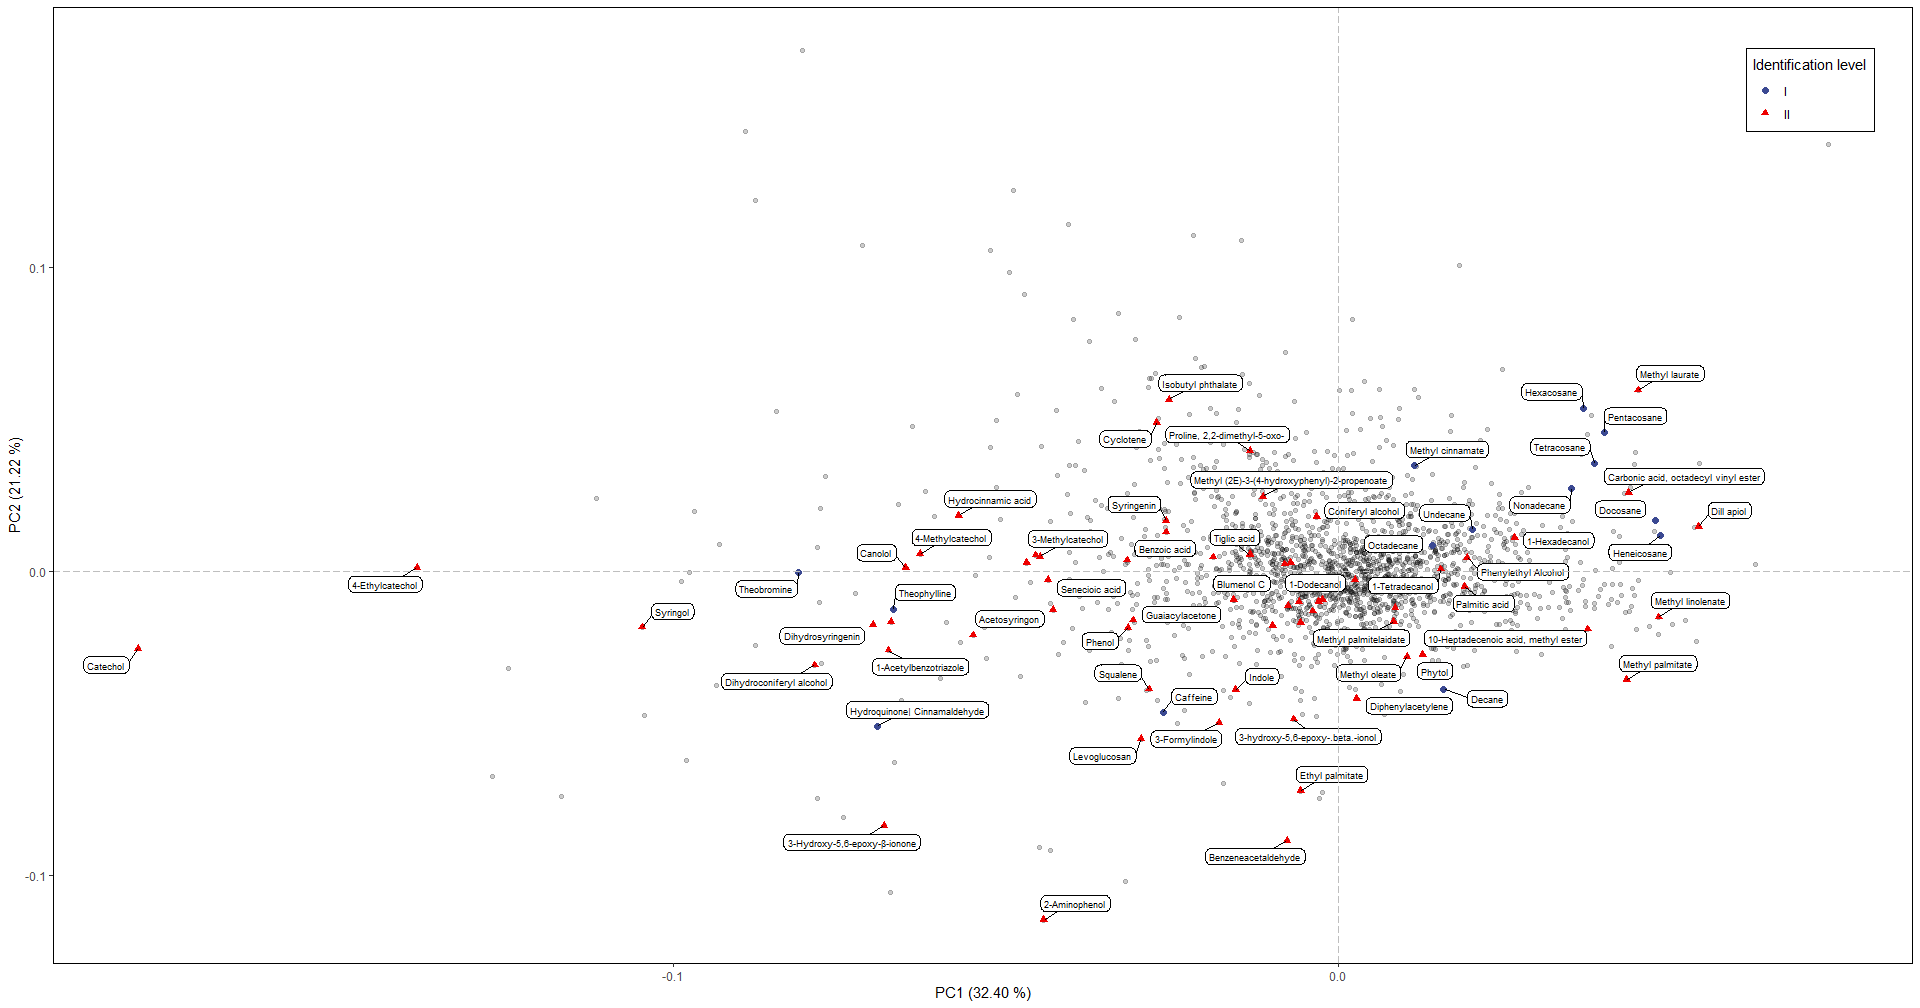 Identification level
I
II
0.1
0.0
-0.1
PC2 (21.22 %)
Methyl laurate
Isobutyl phthalate
Hexacosane
Pentacosane
Cyclotene
Proline, 2,2-dimethyl-5-oxo-
Methyl cinnamate
Tetracosane
Methyl (2E)-3-(4-hydroxyphenyl)-2-propenoate
Carbonic acid, octadecyl vinyl ester
Hydrocinnamic acid
Syringenin
Coniferyl alcohol
Undecane
Nonadecane
Docosane
Dill apiol
4-Methylcatechol
3-Methylcatechol
Tiglic acid
Octadecane
1-Hexadecanol
Canolol
Benzoic acid
Heneicosane
4-Ethylcatechol
Theobromine
Theophylline
Senecioic acid
Blumenol C
1-Dodecanol
1-Tetradecanol
Phenylethyl Alcohol
Syringol
Acetosyringon
Guaiacylacetone
Palmitic acid
Methyl linolenate
Catechol
Dihydrosyringenin
Phenol
Methyl palmitelaidate
10-Heptadecenoic acid, methyl ester
1-Acetylbenzotriazole
Methyl palmitate
Dihydroconiferyl alcohol
Squalene
Indole
Methyl oleate
Phytol
Hydroquinone| Cinnamaldehyde
Caffeine
Diphenylacetylene
Decane
Levoglucosan
3-Formylindole
3-hydroxy-5,6-epoxy-.beta.-ionol
Ethyl palmitate
3-Hydroxy-5,6-epoxy-β-ionone
Benzeneacetaldehyde
2-Aminophenol
-0.1
0.0
PC1 (32.40 %)